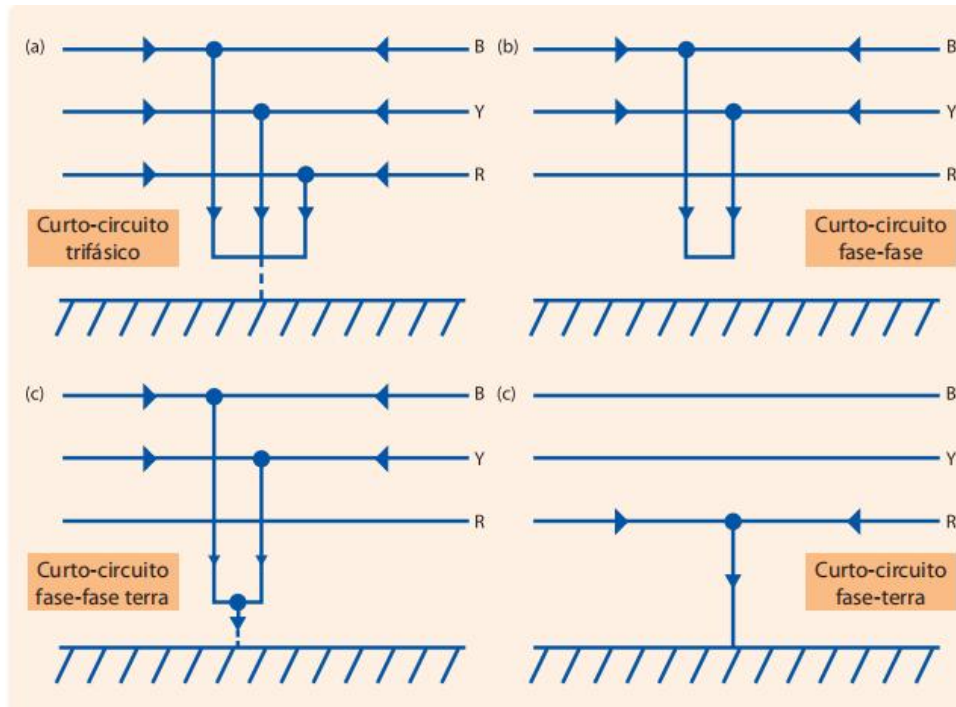 (a)
B
Y
R
Curto-circuito
trifásico
(b)
B
Y
R
Curto-circuito
fase-fase
(c)
B
Y
R
Curto-circuito
fase-fase terra
(c)
B
Y
R
Curto-circuito
fase-terra